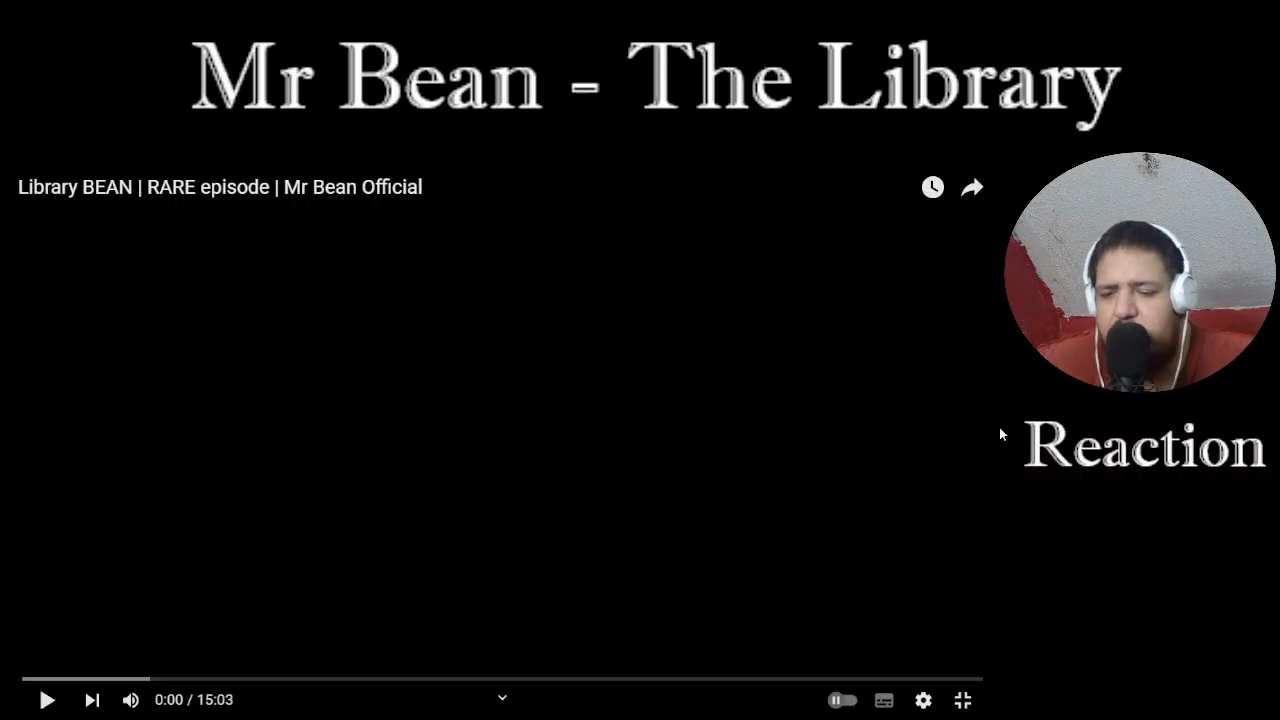 Mr Bean - The Library
Library BEAN | RARE episode | Mr Bean Official
Reaction
0:00 / 15:03